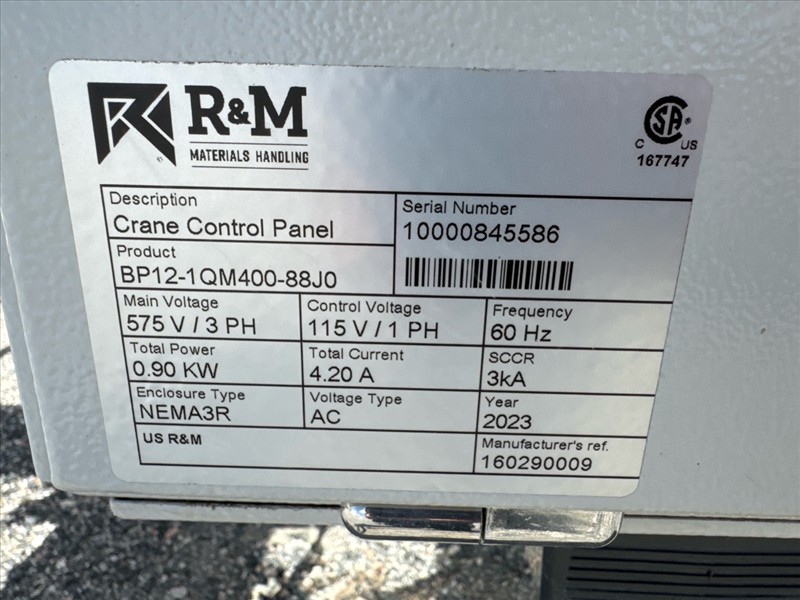 R&M
MATERIALS HANDLING
CSA®
C US
167747
Description
Crane Control Panel
Serial Number
10000845586
Product
BP12-1QM400-88J0
Main Voltage
575 V / 3 PH
Control Voltage
115 V / 1 PH
Frequency
60 Hz
Total Power
0.90 KW
Total Current
4.20 A
SCCR
3kA
Enclosure Type
NEMA3R
Voltage Type
AC
Year
2023
US R&M
Manufacturer's ref.
160290009